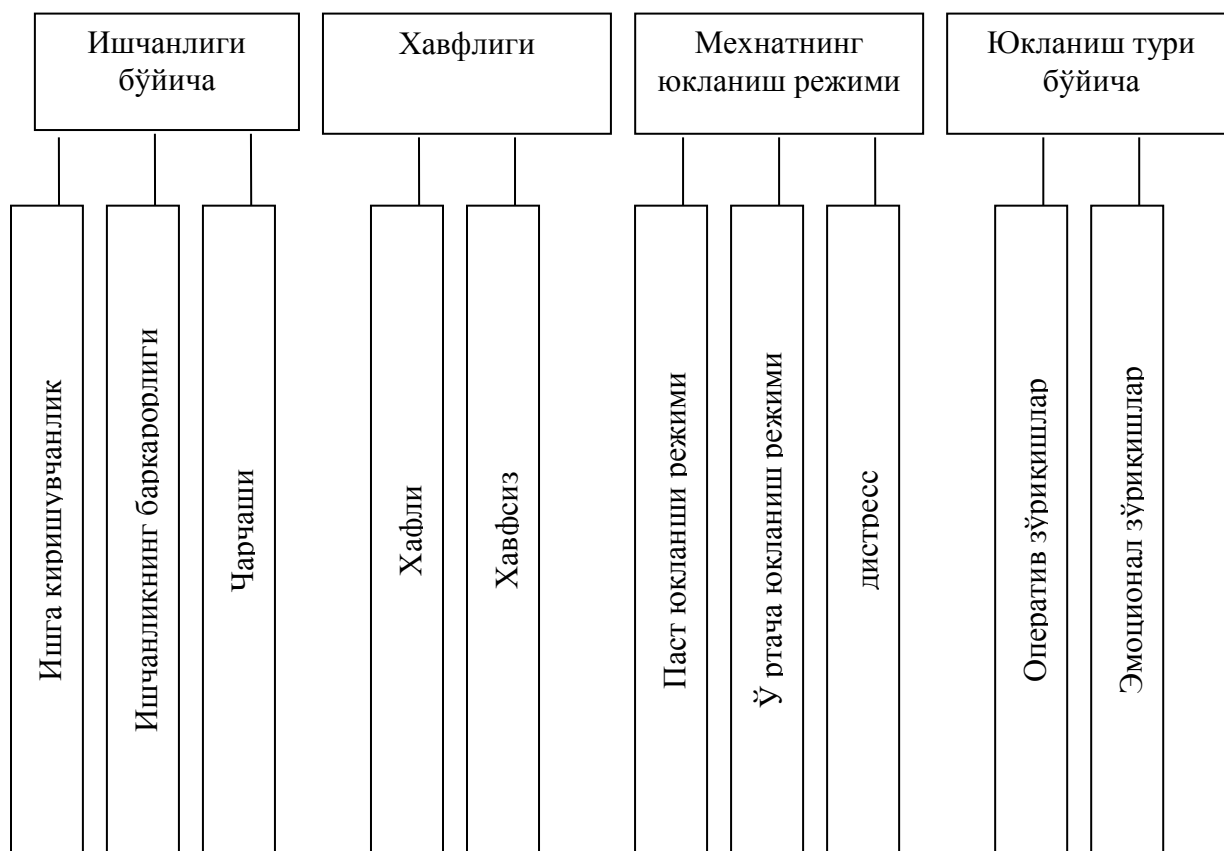 Ишчанлиги
бўйича
Хавфлиги
Мехнатнинг
юкланиш режими
Юкланиш тури
бўйича
Ишга киришувчанлик
Ишчанликнинг баркарорлиги
Чарчаши
Хафли
Хавфсиз
Паст юкланши режими
Ў ртача юкланиш режими
дистресс
Оператив зўрикишлар
Эмоционал зўрикишлар